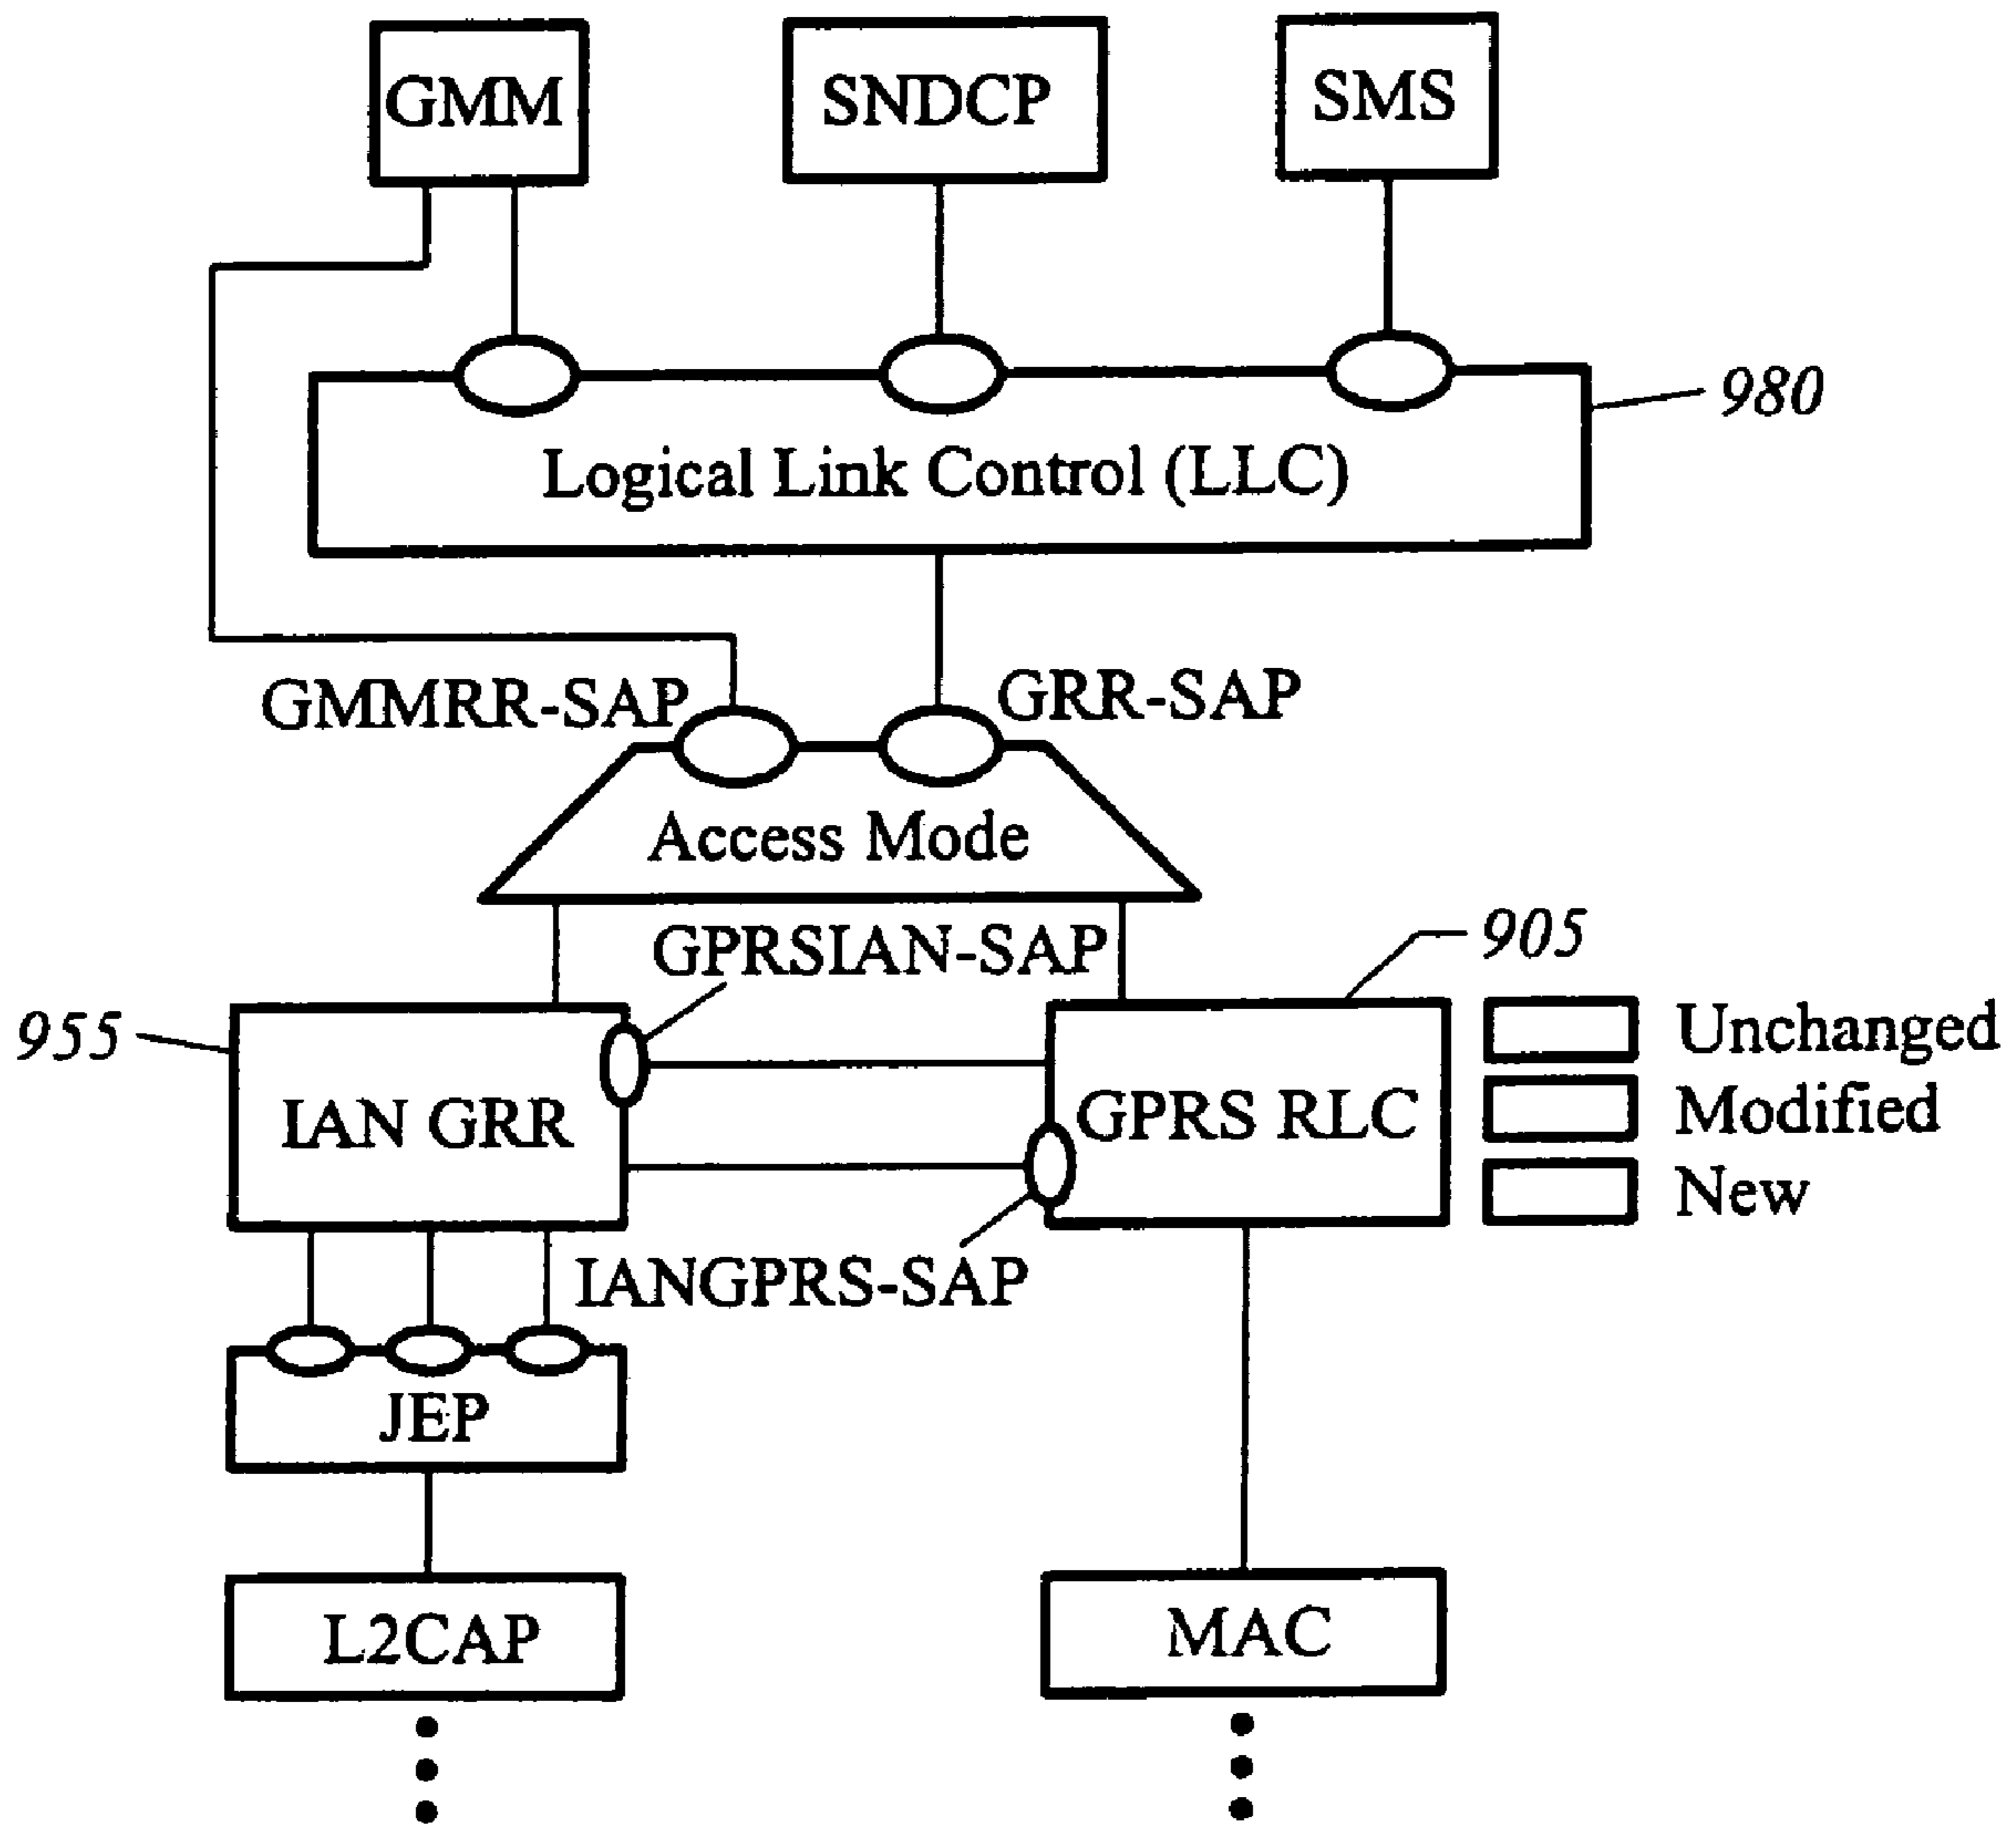 GMM
SNDCP
SMS
980
Logical Link Control (LLC)
GMMRR-SAP
GRR-SAP
Access Mode
GPRSIAN-SAP
905
955
IAN GRR
GPRS RLC
Unchanged
Modified
New
IANGPRS-SAP
JEP
L2CAP
MAC